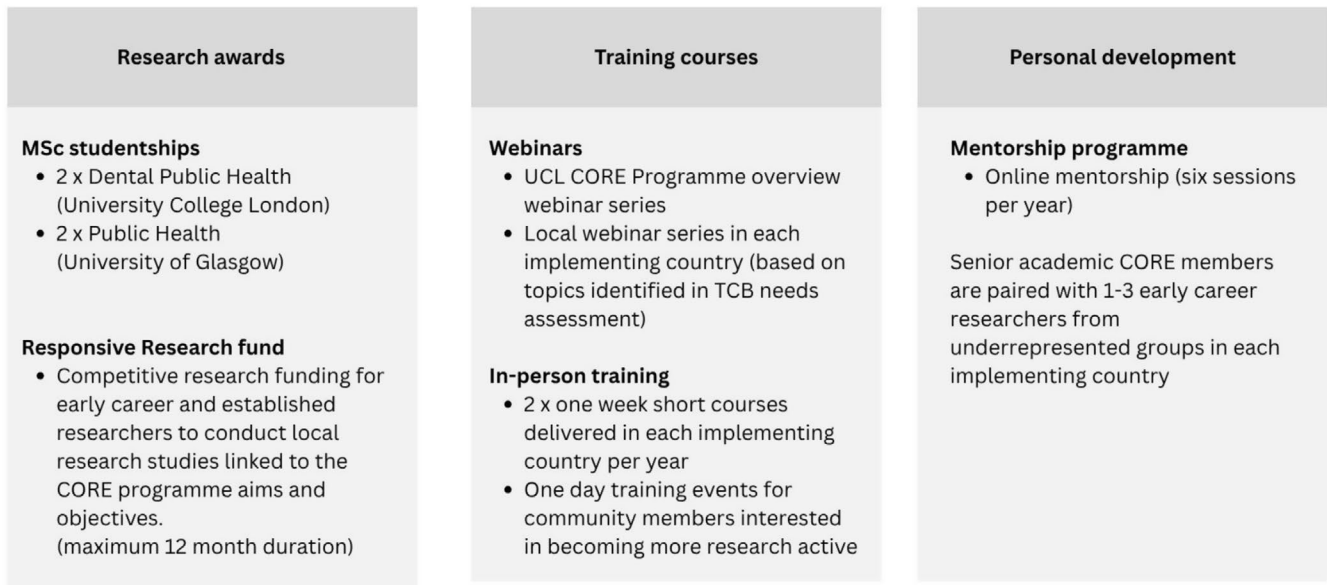 Research awards
MSc studentships
• 2 x Dental Public Health
(University College London)
• 2 x Public Health
(University of Glasgow)
Responsive Research fund
• Competitive research funding for
early career and established
researchers to conduct local
research studies linked to the
CORE programme aims and
objectives.
(maximum 12 month duration)
Training courses
Webinars
• UCL CORE Programme overview
webinar series
• Local webinar series in each
implementing country (based on
topics identified in TCB needs
assessment)
In-person training
• 2 x one week short courses
delivered in each implementing
country per year
• One day training events for
community members interested
in becoming more research active
Personal development
Mentorship programme
• Online mentorship (six sessions
per year)
Senior academic CORE members
are paired with 1-3 early career
researchers from
underrepresented groups in each
implementing country